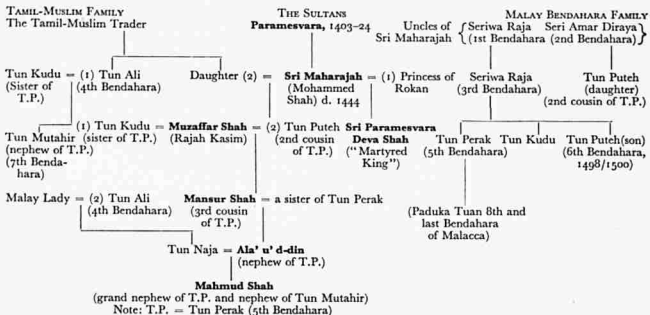 TAMIL-MUSLIM FAMILY
The Tamil-Muslim Trader
THE SULTANS
Paramesvara, 1403-24
MALAY BENDAHARA FAMILY
Uncles of
Sri Maharajah
Seriwa Raja
(1st Bendahara)
Seri Amar Diraya
(2nd Bendahara)
Tun Kudu = (1) Tun Ali
(Sister of
T.P.)
(4th Bendahara)
Daughter (2) = Sri Maharajah = (1) Princess of
Rokan
(Mohammed
Shah) d. 1444
Seriwa Raja
(3rd Bendahara)
Tun Puteh
(daughter)
(2nd cousin of T.P.)
Tun Mutahir
(nephew of
T.P.)
(7th Benda-
hara)
(1) Tun Kudu = Muzaffar Shah = (2) Tun Puteh
(sister of T.P.)
(Rajah Kasim)
(2nd cousin
of T.P.)
Sri Paramesvara
Deva Shah
("Martyred
King")
Tun Perak
(5th Bendahara)
Tun Kudu
Tun Puteh(son)
(6th Bendahara,
1498/1500)
Malay Lady = (2) Tun Ali
(4th Bendahara)
Mansur Shah = a sister of Tun Perak
(3rd cousin
of T.P.)
(Paduka Tuan 8th and
last Bendahara
of Malacca)
Tun Naja = Ala' u' d-din
(nephew of T.P.)
Mahmud Shah
(grand nephew of T.P. and nephew of Tun Mutahir)
Note: T.P. = Tun Perak (5th Bendahara)